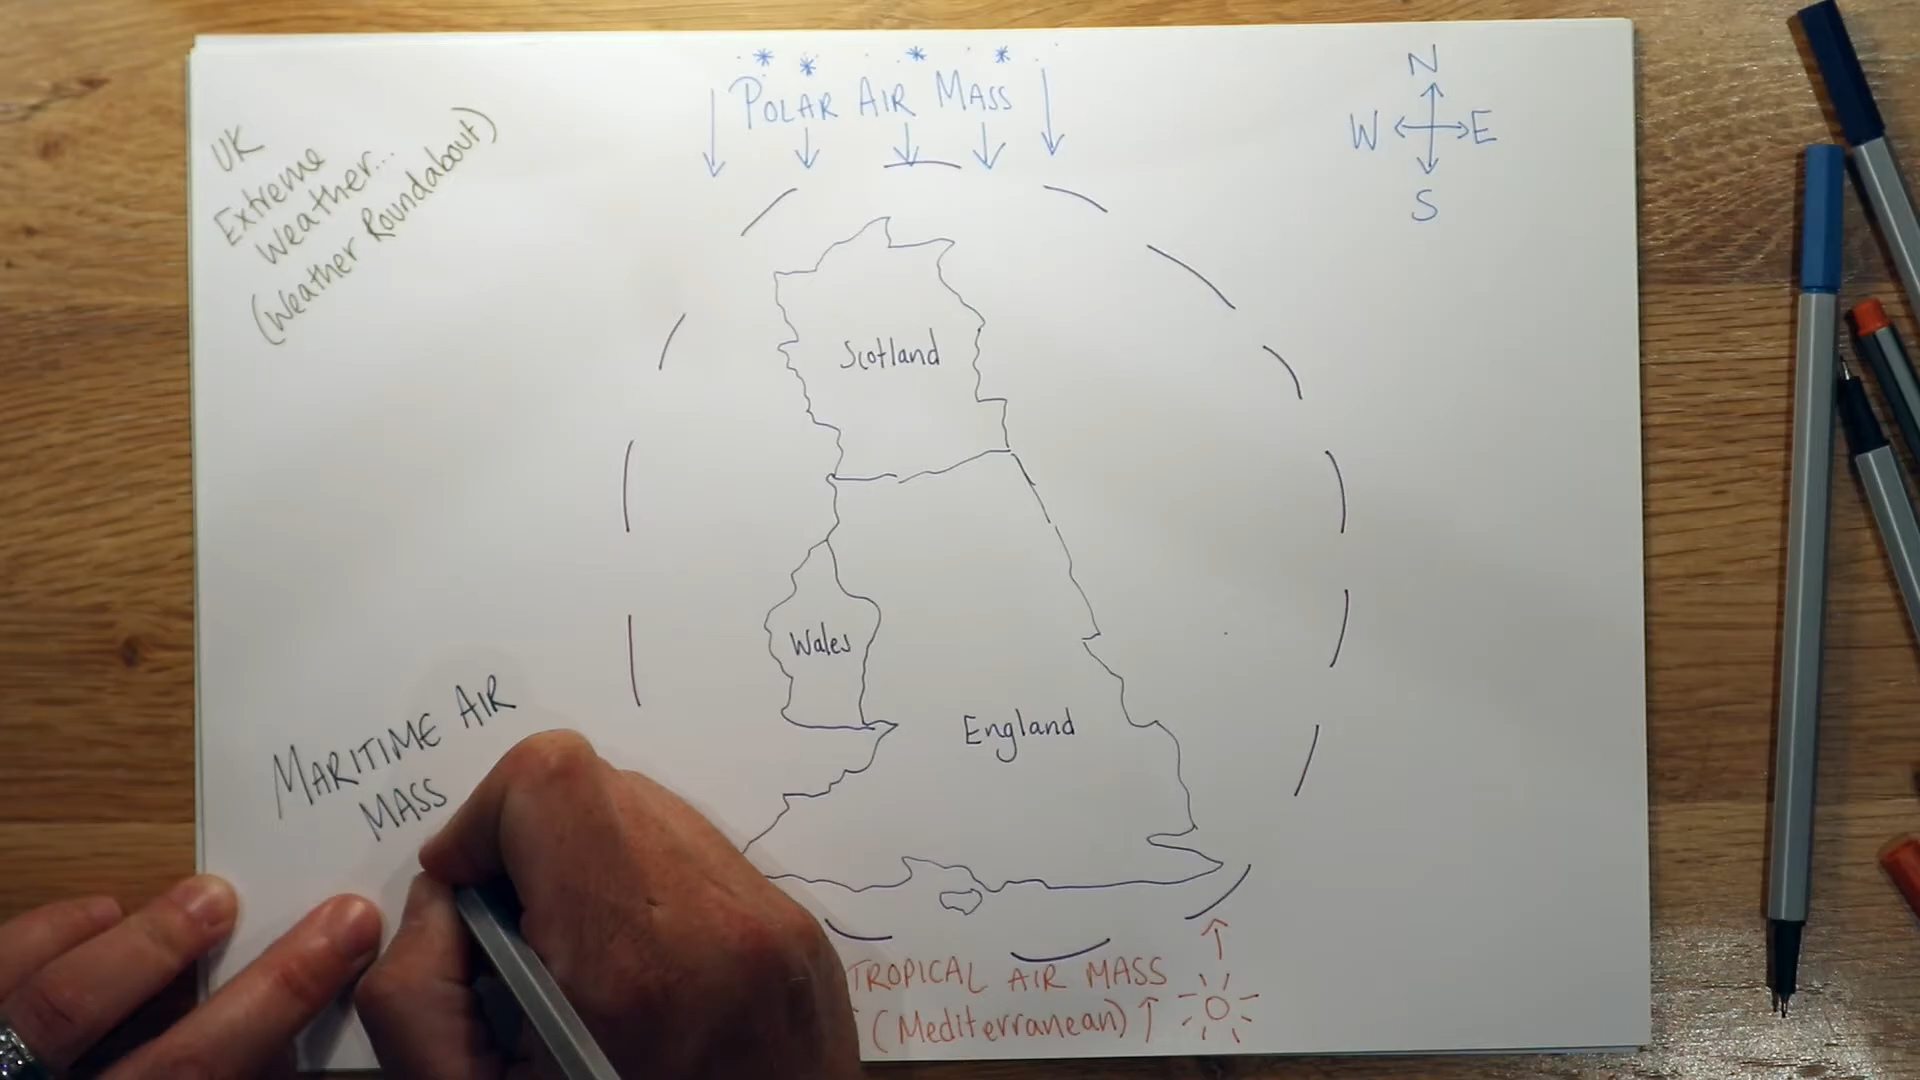 UK
Extreme
Weather...
(Weather Roundabout)
POLAR AIR MASS
N
W E
S
Scotland
Wales
England
MARITIME AIR
MASS
TROPICAL AIR MASS
(Mediterranean)